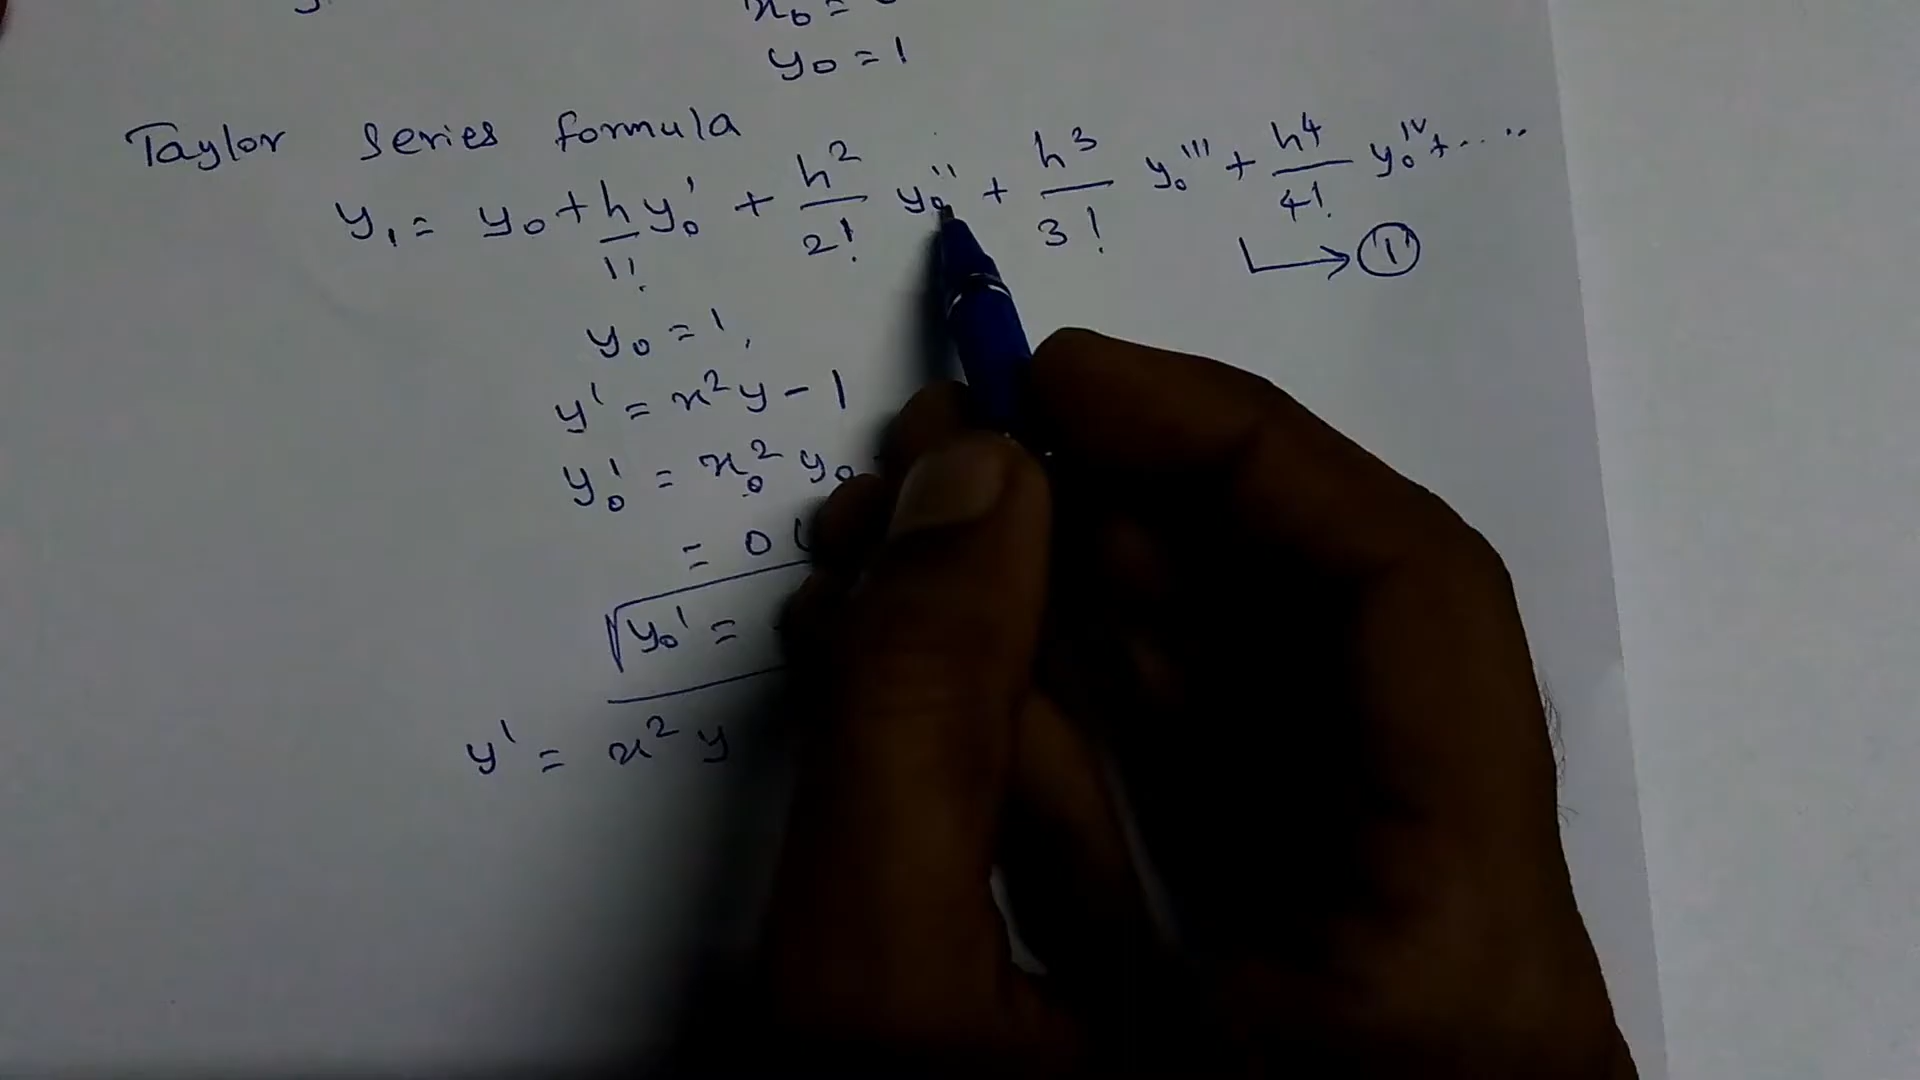 x₀ =
y₀ = 1
Taylor Series formula
y₁ = y₀ + h/1! y₀' + h²/2! y₀'' + h³/3! y₀''' + h⁴/4! y₀ᴵⱽ + .....
→ ①
y₀ = 1,
y' = x²y - 1
y₀' = x₀² y₀
= 0 (
y₀' =
y' = x² y